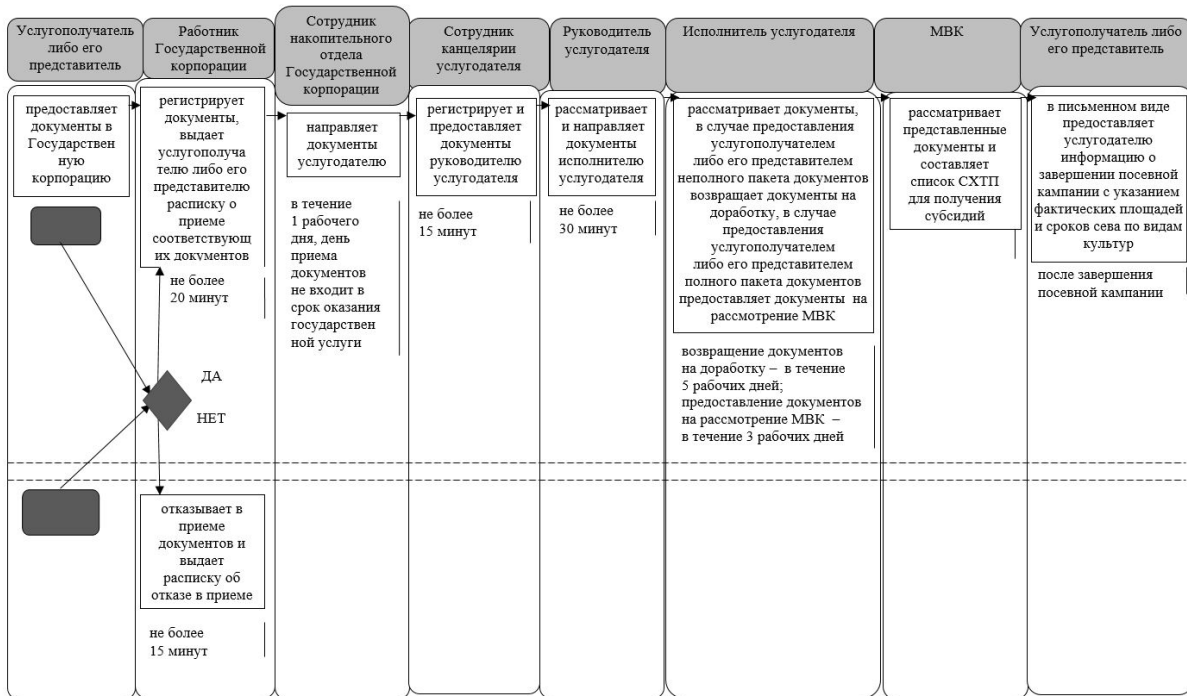 Услугополучатель
либо его
представитель
Работник
Государственной
корпорации
Сотрудник
накопительного
отдела
Государственной
корпорации
Сотрудник
канцелярии
услугодателя
Руководитель
услугодателя
Исполнитель услугодателя
МВК
Услугополучатель либо
его представитель
предоставляет
документы в
Государствен
ную
корпорацию
регистрирует
документы,
выдает
услугополуча
телю либо его
представителю
расписку о
приеме
соответствующ
их документов
не более
20 минут
направляет
документы
услугодателю
в течение
1 рабочего
дня, день
приема
документов
не входит в
срок оказания
государствен
ной услуги
регистрирует и
предоставляет
документы
руководителю
услугодателя
не более
15 минут
рассматривает
и направляет
документы
исполнителю
услугодателя
не более
30 минут
рассматривает документы,
в случае предоставления
услугополучателем
либо его представителем
неполного пакета документов
возвращает документы на
доработку, в случае
предоставления
услугополучателем
либо его представителем
полного пакета документов
предоставляет документы на
рассмотрение МВК
возвращение документов
на доработку – в течение
5 рабочих дней;
предоставление документов
на рассмотрение МВК –
в течение 3 рабочих дней
рассматривает
представленные
документы и
составляет
список СХТП
для получения
субсидий
в письменном виде
предоставляет
услугодателю
информацию о
завершении посевной
кампании с указанием
фактических площадей
и сроков сева по видам
культур
после завершения
посевной кампании
ДА
НЕТ
отказывает в
приеме
документов и
выдает
расписку об
отказе в приеме
не более
15 минут